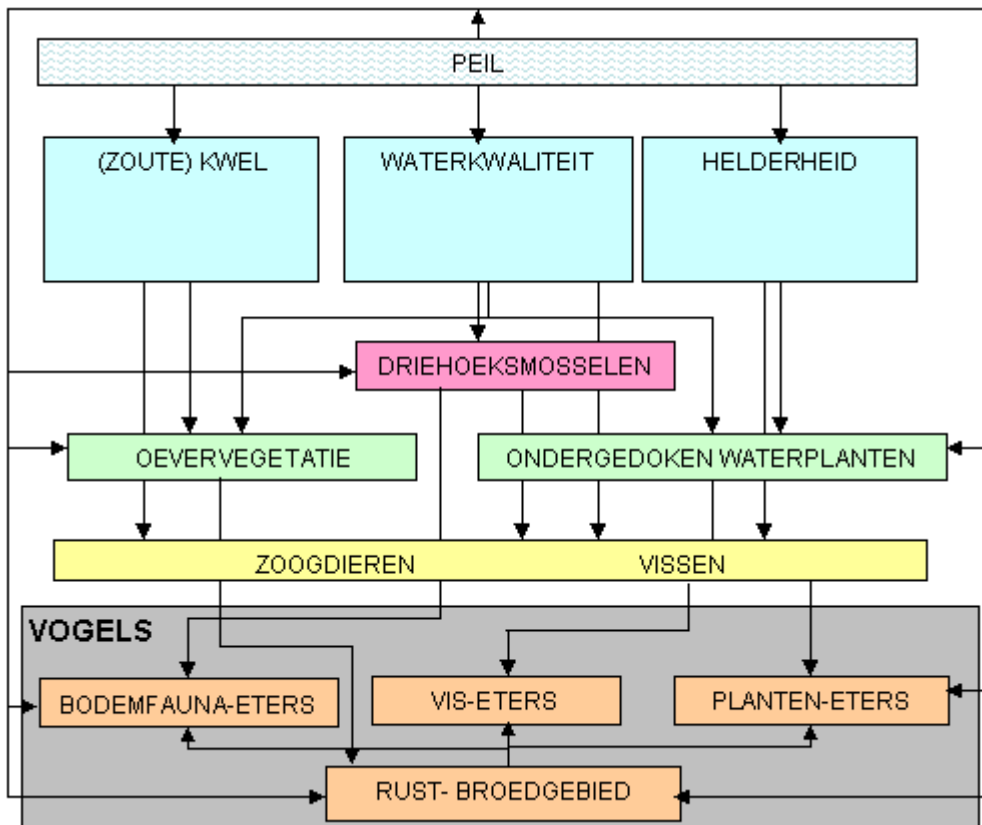 PEIL
(ZOUTE) KWEL
WATERKWALITEIT
HELDERHEID
DRIEHOEKSMOSSELEN
OEVERVEGETATIE
ONDERGEDOKEN WATERPLANTEN
ZOOGDIEREN
VISSEN
VOGELS
BODEMFAUNA-ETERS
VIS-ETERS
PLANTEN-ETERS
RUST- BROEDGEBIED